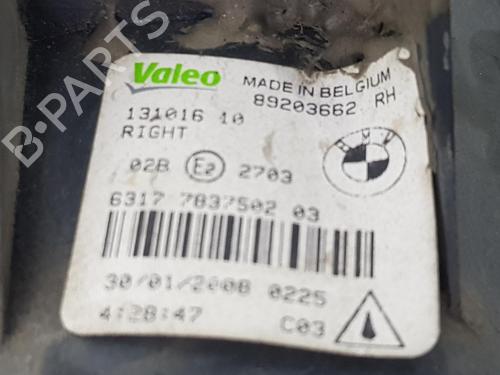 Valeo
MADE IN BELGIUM
89203662 RH
131016 10
RIGHT
BMW
02B E2 2703
6317 7837502 03
30/01/2008 0225
4:28:47
C03
B-PARTS